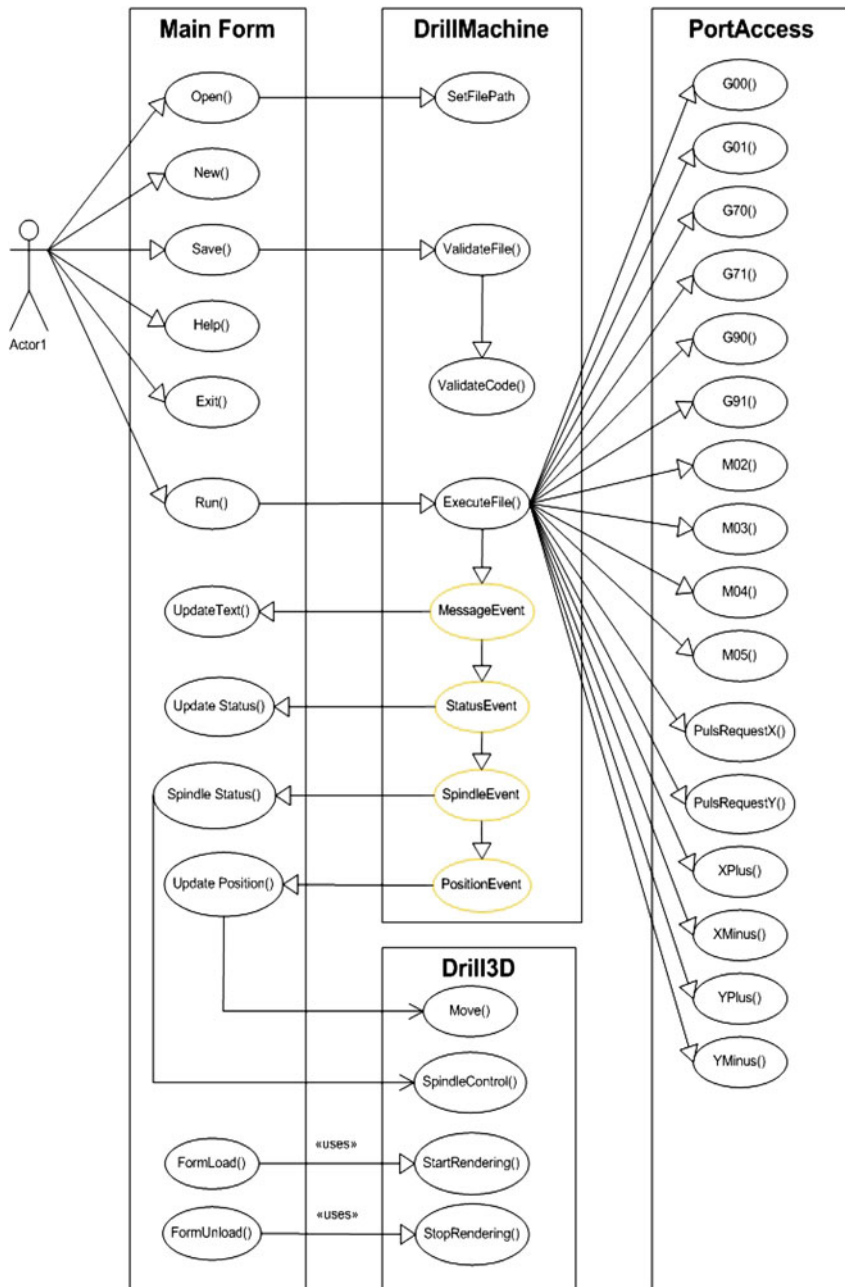 Main Form
DrillMachine
PortAccess
Open()
SetFilePath
G00()
G01()
New()
G70()
Save()
ValidateFile()
G71()
Actor1
Help()
G90()
Exit()
ValidateCode()
G91()
M02()
Run()
ExecuteFile()
M03()
M04()
UpdateText()
MessageEvent
M05()
Update Status()
StatusEvent
PulsRequestX()
Spindle Status()
SpindleEvent
PulsRequestY()
Update Position()
PositionEvent
XPlus()
XMinus()
Drill3D
YPlus()
Move()
YMinus()
SpindleControl()
FormLoad()
«uses»
StartRendering()
FormUnload()
«uses»
StopRendering()